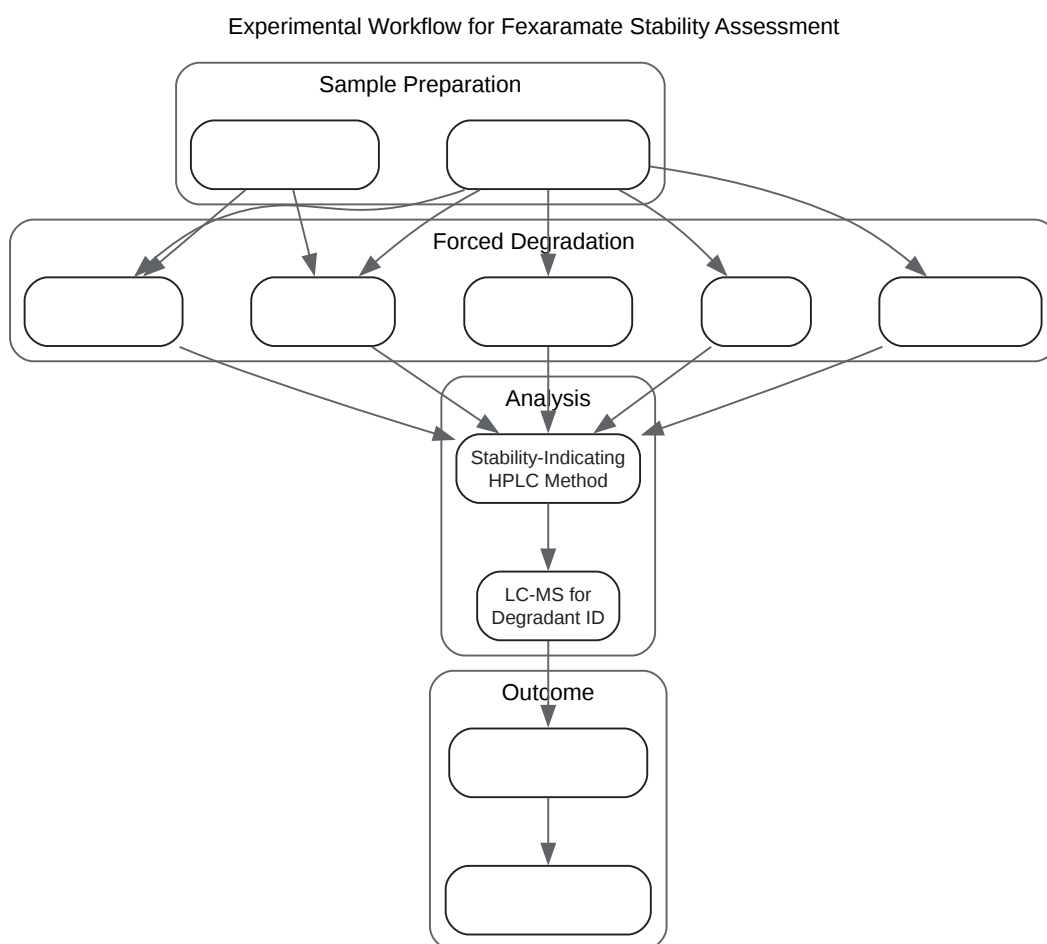 Experimental Workflow for Fexaramate Stability Assessment
Sample Preparation
Forced Degradation
Analysis
Stability-Indicating
HPLC Method
LC-MS for
Degradant ID
Outcome